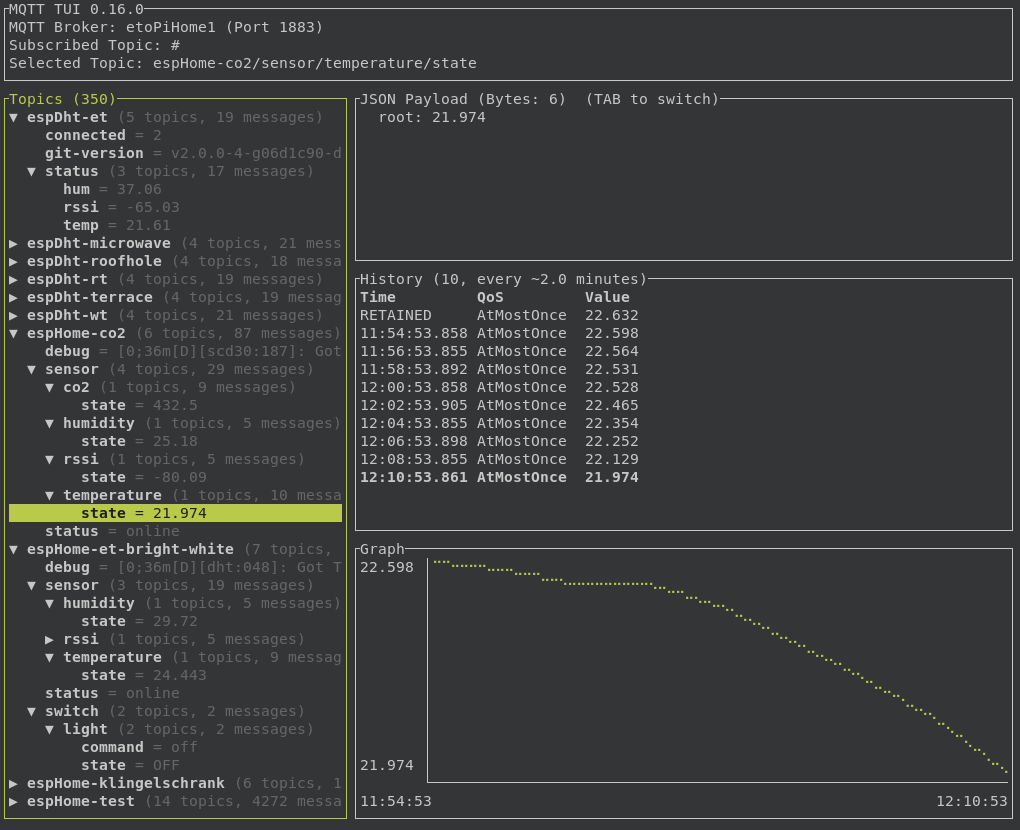 MQTT TUI 0.16.0
MQTT Broker: etoPiHome1 (Port 1883)
Subscribed Topic: #
Selected Topic: espHome-co2/sensor/temperature/state
Topics (350)
▼ espDht-et (5 topics, 19 messages)
connected = 2
git-version = v2.0.0-4-g06d1c90-d
▼ status (3 topics, 17 messages)
hum = 37.06
rssi = -65.03
temp = 21.61
▶ espDht-microwave (4 topics, 21 mess
▶ espDht-roofhole (4 topics, 18 messa
▶ espDht-rt (4 topics, 19 messages)
▶ espDht-terrace (4 topics, 19 messag
▶ espDht-wt (4 topics, 21 messages)
▼ espHome-co2 (6 topics, 87 messages)
debug = [0;36m[D][scd30:187]: Got
▼ sensor (4 topics, 29 messages)
▼ co2 (1 topics, 9 messages)
state = 432.5
▼ humidity (1 topics, 5 messages)
state = 25.18
▼ rssi (1 topics, 5 messages)
state = -80.09
▼ temperature (1 topics, 10 messa
state = 21.974
status = online
▼ espHome-et-bright-white (7 topics,
debug = [0;36m[D][dht:048]: Got T
▼ sensor (3 topics, 19 messages)
▼ humidity (1 topics, 5 messages)
state = 29.72
▶ rssi (1 topics, 5 messages)
▼ temperature (1 topics, 9 messag
state = 24.443
status = online
▼ switch (2 topics, 2 messages)
▼ light (2 topics, 2 messages)
command = off
state = OFF
▶ espHome-klingelschrank (6 topics, 1
▶ espHome-test (14 topics, 4272 messa
JSON Payload (Bytes: 6)  (TAB to switch)
root: 21.974
History (10, every ~2.0 minutes)
Time QoS Value
RETAINED AtMostOnce 22.632
11:54:53.858 AtMostOnce 22.598
11:56:53.855 AtMostOnce 22.564
11:58:53.892 AtMostOnce 22.531
12:00:53.858 AtMostOnce 22.528
12:02:53.905 AtMostOnce 22.465
12:04:53.855 AtMostOnce 22.354
12:06:53.898 AtMostOnce 22.252
12:08:53.855 AtMostOnce 22.129
12:10:53.861 AtMostOnce 21.974
Graph
22.598
21.974
11:54:53 12:10:53